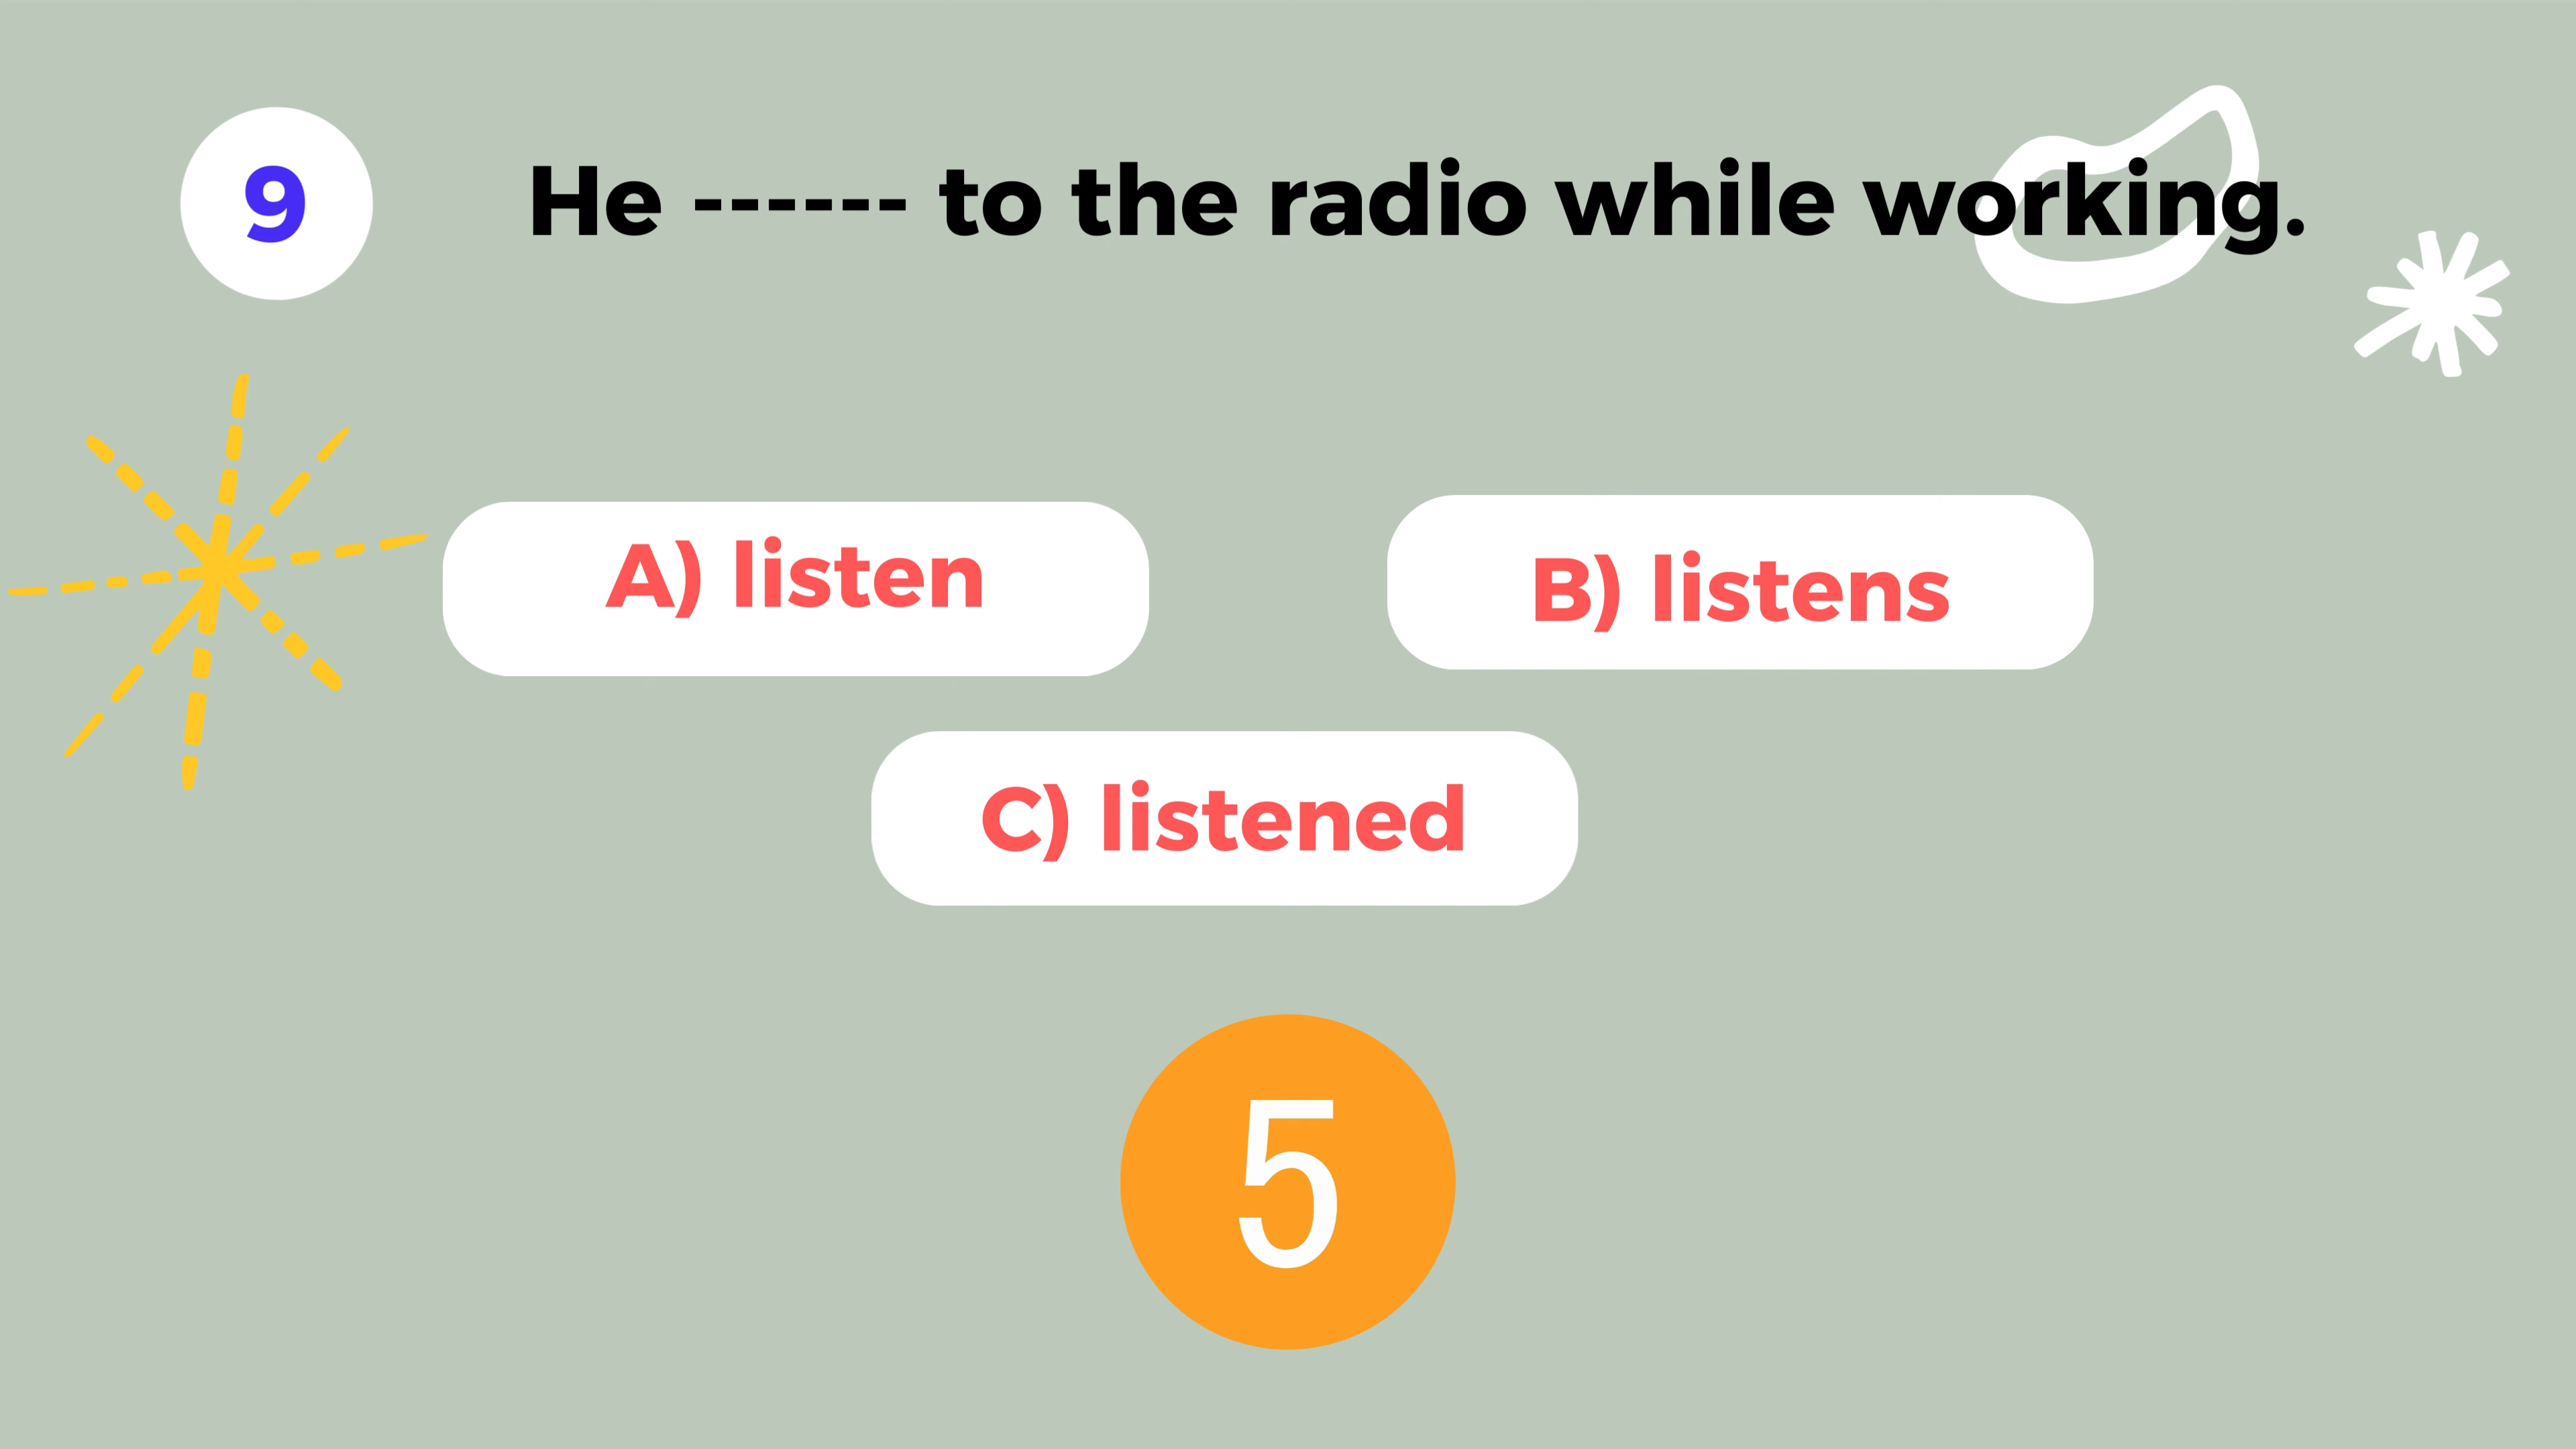 9
He ------ to the radio while working.
A) listen
B) listens
C) listened
5